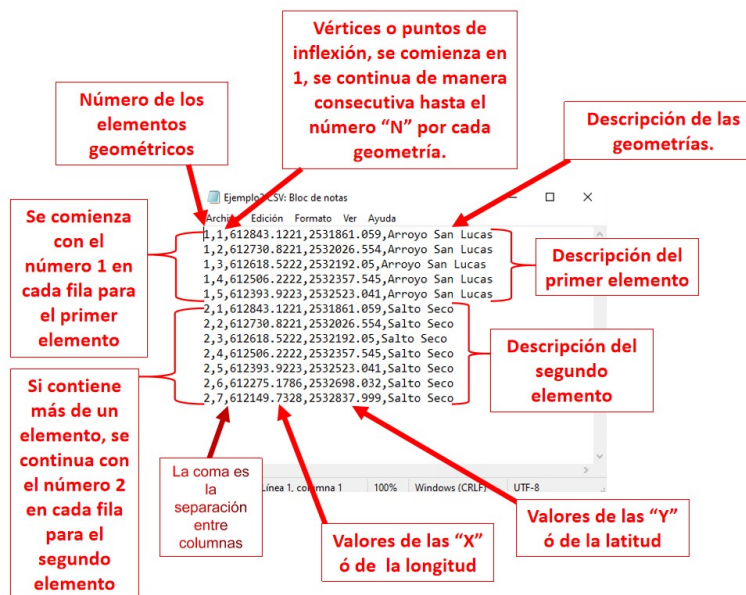 Vértices o puntos de
inflexión, se comienza en
1, se continua de manera
consecutiva hasta el
número “N” por cada
geometría.
Número de los
elementos
geométricos
Descripción de las
geometrías.
CSV: Bloc de notas
Edición Formato Ver Ayuda
1,1,612843.1221,2531861.059,Arroyo San Lucas
1,2,612730.8221,2532026.554,Arroyo San Lucas
1,3,612618.5222,2532192.05,Arroyo San Lucas
1,4,612506.2222,2532357.545,Arroyo San Lucas
1,5,612393.9223,2532523.041,Arroyo San Lucas
2,1,612843.1221,2531861.059,Salto Seco
2,2,612730.8221,2532026.554,Salto Seco
2,3,612618.5222,2532192.05,Salto Seco
2,4,612506.2222,2532357.545,Salto Seco
2,5,612393.9223,2532523.041,Salto Seco
2,6,612275.1786,2532698.032,Salto Seco
2,7,612149.7328,2532837.999,Salto Seco
Línea 1, columna 1 100% Windows (CRLF) UTF-8
Se comienza
con el
número 1 en
cada fila para
el primer
elemento
Descripción del
primer elemento
Descripción del
segundo
elemento
Si contiene
más de un
elemento, se
continua con
el número 2
en cada fila
para el
segundo
elemento
La coma es
la
separación
entre
columnas
Valores de las “X”
ó de la longitud
Valores de las “Y”
ó de la latitud